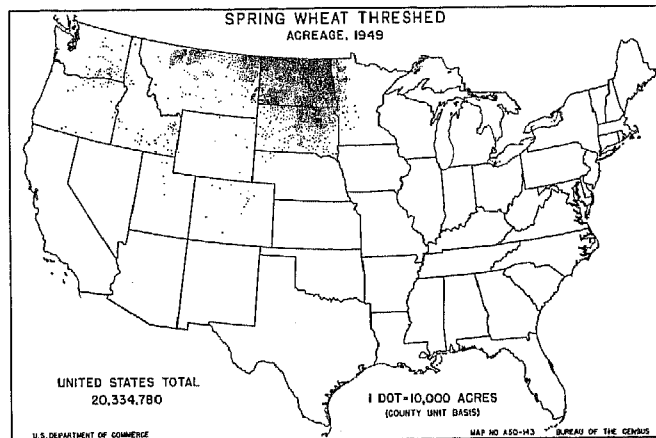 SPRING WHEAT THRESHED
ACREAGE, 1949
UNITED STATES TOTAL
20,334,780
1 DOT=10,000 ACRES
(COUNTY UNIT BASIS)
U.S. DEPARTMENT OF COMMERCE
MAP NO A50-143 BUREAU OF THE CENSUS